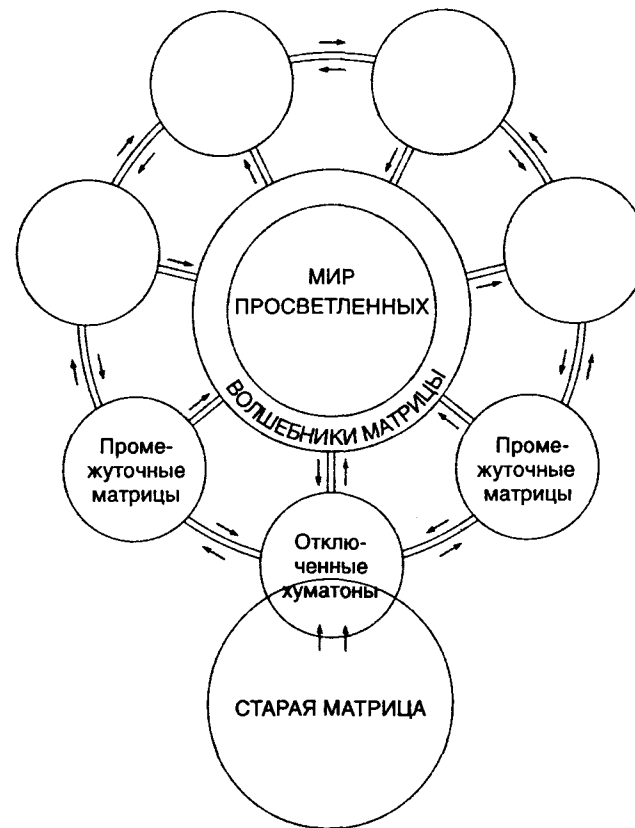 МИР
ПРОСВЕТЛЕННЫХ
ВОЛШЕБНИКИ МАТРИЦЫ
Проме-
жуточные
матрицы
Проме-
жуточные
матрицы
Отклю-
ченные
хуматоны
СТАРАЯ МАТРИЦА